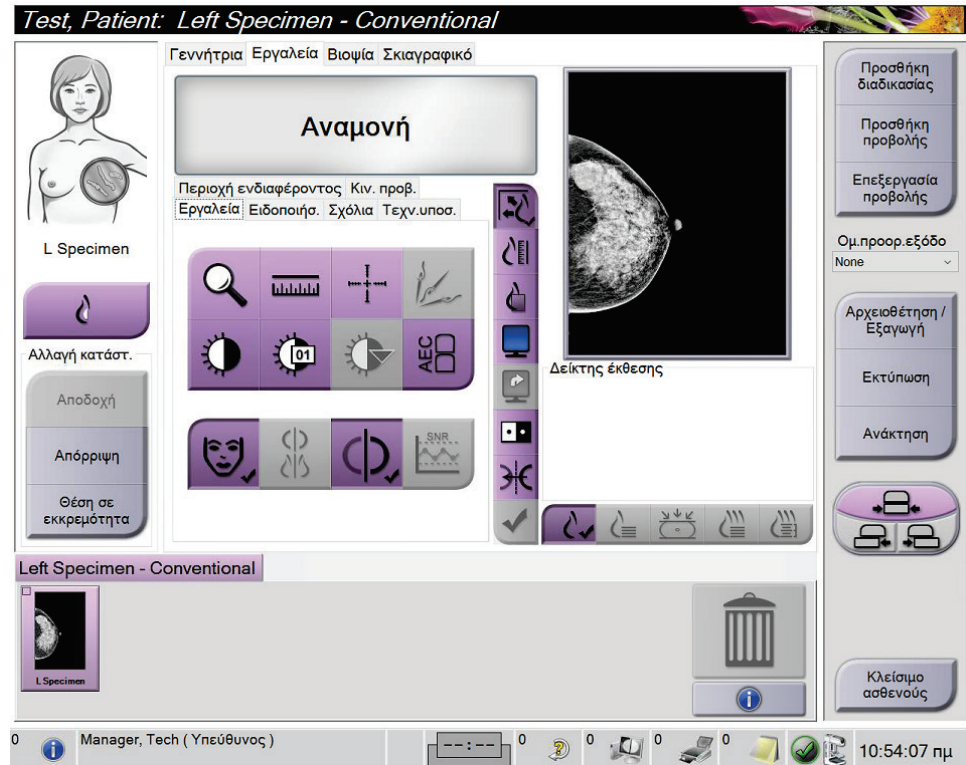 Test, Patient: Left Specimen - Conventional
Γεννήτρια Εργαλεία Βιοψία Σκιαγραφικό
Αναμονή
L Specimen
Αλλαγή κατάστ.
Αποδοχή
Απόρριψη
Θέση σε
εκκρεμότητα
Περιοχή ενδιαφέροντος Κιν. προβ.
Εργαλεία Ειδοποιήσ. Σχόλια Τεχν.υποσ.
01
AEC
SNR
Δείκτης έκθεσης
Προσθήκη
διαδικασίας
Προσθήκη
προβολής
Επεξεργασία
προβολής
Ομ.προορ.εξόδο
None
Αρχειοθέτηση /
Εξαγωγή
Εκτύπωση
Ανάκτηση
Left Specimen - Conventional
L Specimen
Κλείσιμο
ασθενούς
0 Manager, Tech ( Υπεύθυνος ) --:-- 0 0 0 0 10:54:07 πμ